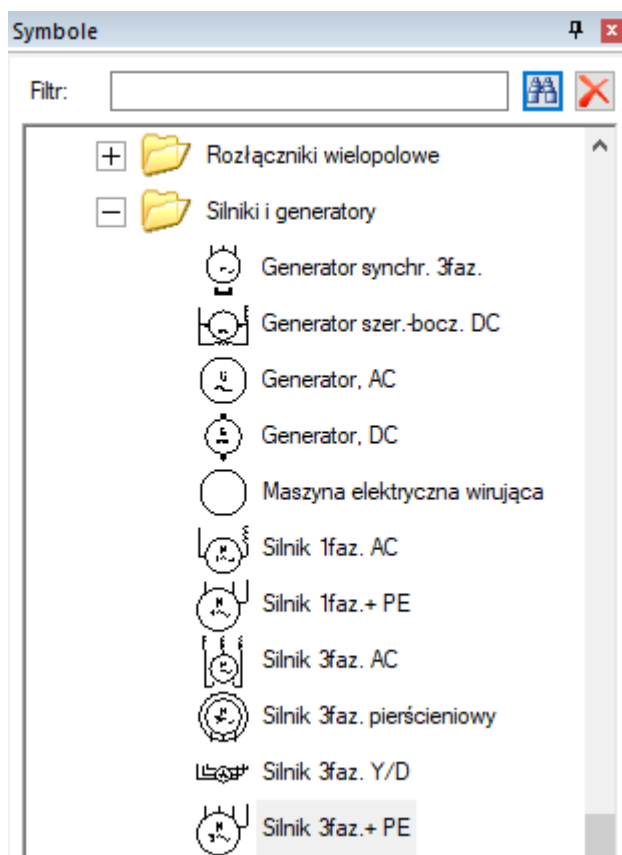 Symbole
Filtr:
Rozłączniki wielopolowe
Silniki i generatory
Generator synchr. 3faz.
Generator szer.-bocz. DC
Generator, AC
Generator, DC
Maszyna elektryczna wirująca
Silnik 1faz. AC
Silnik 1faz.+ PE
Silnik 3faz. AC
Silnik 3faz. pierścieniowy
Silnik 3faz. Y/D
Silnik 3faz.+ PE